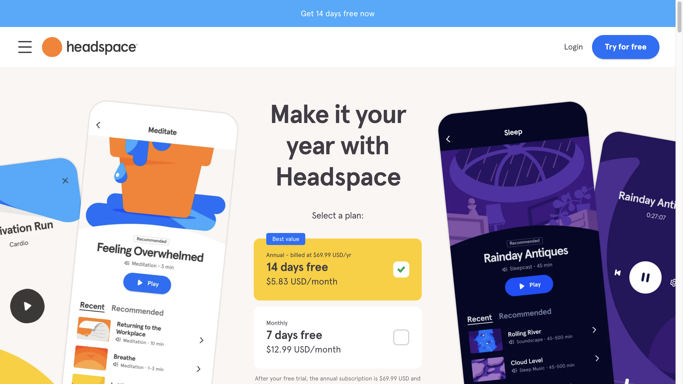 Get 14 days free now
headspace
Login
Try for free
Make it your
year with
Headspace
Select a plan:
Best value
Annual - billed at $69.99 USD/yr
14 days free
$5.83 USD/month
Monthly
7 days free
$12.99 USD/month
After your free trial, the annual subscription is $69.99 USD and
ivation Run
Cardio
Meditate
Recommended
Feeling Overwhelmed
Meditation - 3 min
Play
Recent
Recommended
Returning to the
Workplace
Meditation - 10 min
Breathe
Meditation - 1-3 min
Sleep
Recommended
Rainday Antiques
Sleepcast - 45 min
Play
Recent
Recommended
Rolling River
Soundscape - 45-500 min
Cloud Level
Sleep Music - 45-500 min
Rainday Anti
0:27:07